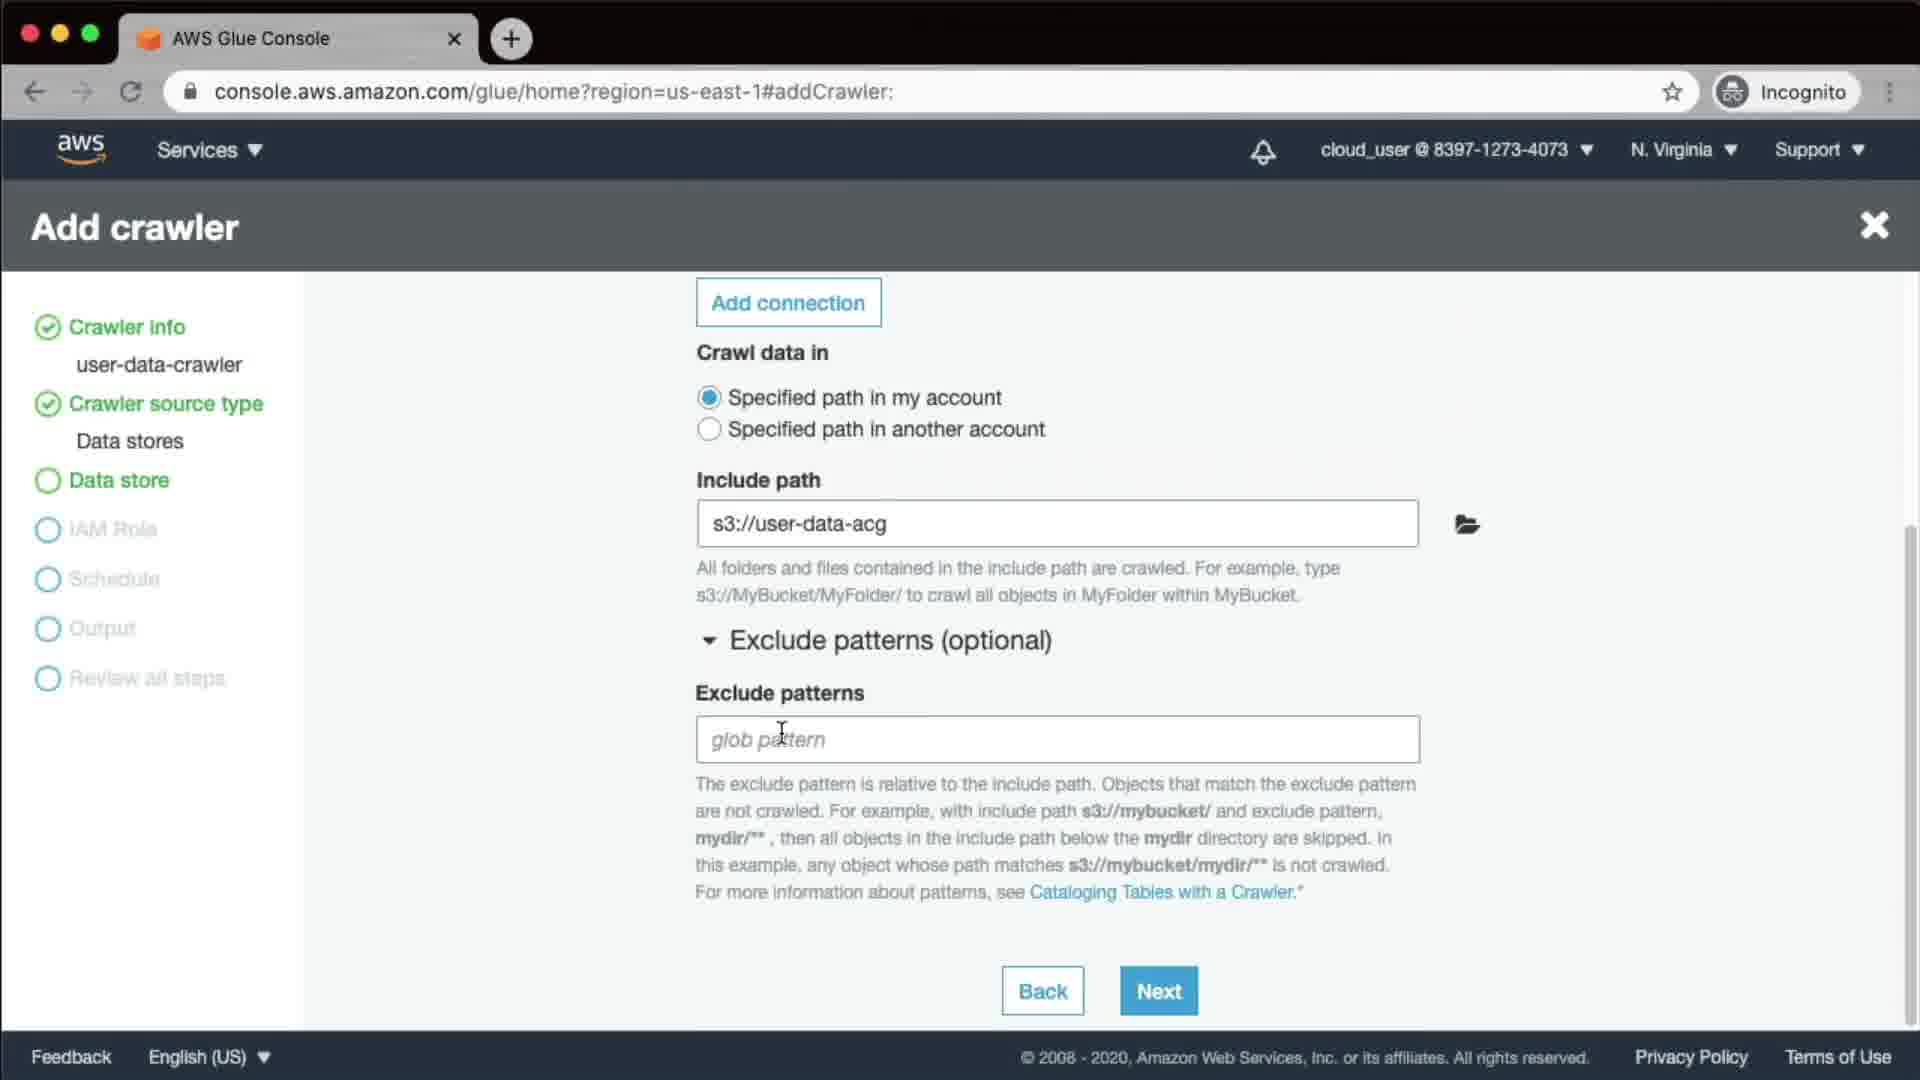 AWS Glue Console
console.aws.amazon.com/glue/home?region=us-east-1#addCrawler:
Incognito
aws
Services
cloud_user @ 8397-1273-4073
N. Virginia
Support
Add crawler
Crawler info
user-data-crawler
Crawler source type
Data stores
Data store
IAM Role
Schedule
Output
Review all steps
Add connection
Crawl data in
Specified path in my account
Specified path in another account
Include path
s3://user-data-acg
All folders and files contained in the include path are crawled. For example, type
s3://MyBucket/MyFolder/ to crawl all objects in MyFolder within MyBucket.
Exclude patterns (optional)
Exclude patterns
glob pattern
The exclude pattern is relative to the include path. Objects that match the exclude pattern
are not crawled. For example, with include path s3://mybucket/ and exclude pattern,
mydir/** , then all objects in the include path below the mydir directory are skipped. In
this example, any object whose path matches s3://mybucket/mydir/** is not crawled.
For more information about patterns, see Cataloging Tables with a Crawler."
Back
Next
Feedback
English (US)
© 2008 - 2020, Amazon Web Services, Inc. or its affiliates. All rights reserved.
Privacy Policy
Terms of Use